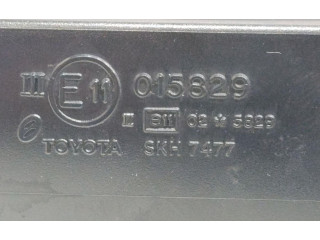 III E11 015829
II e11 02 * 5829
TOYOTA SKH 7477